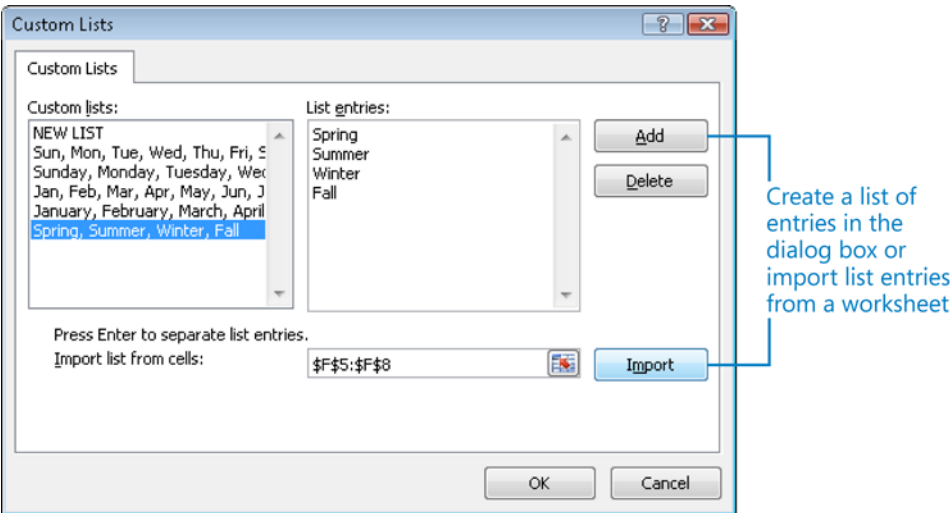 Custom Lists
Custom Lists
Custom lists:
NEW LIST
Sun, Mon, Tue, Wed, Thu, Fri, S
Sunday, Monday, Tuesday, Wed
Jan, Feb, Mar, Apr, May, Jun, J
January, February, March, April
Spring, Summer, Winter, Fall
List entries:
Spring
Summer
Winter
Fall
Add
Delete
Press Enter to separate list entries.
Import list from cells:
$F$5:$F$8
Import
OK
Cancel
Create a list of
entries in the
dialog box or
import list entries
from a worksheet